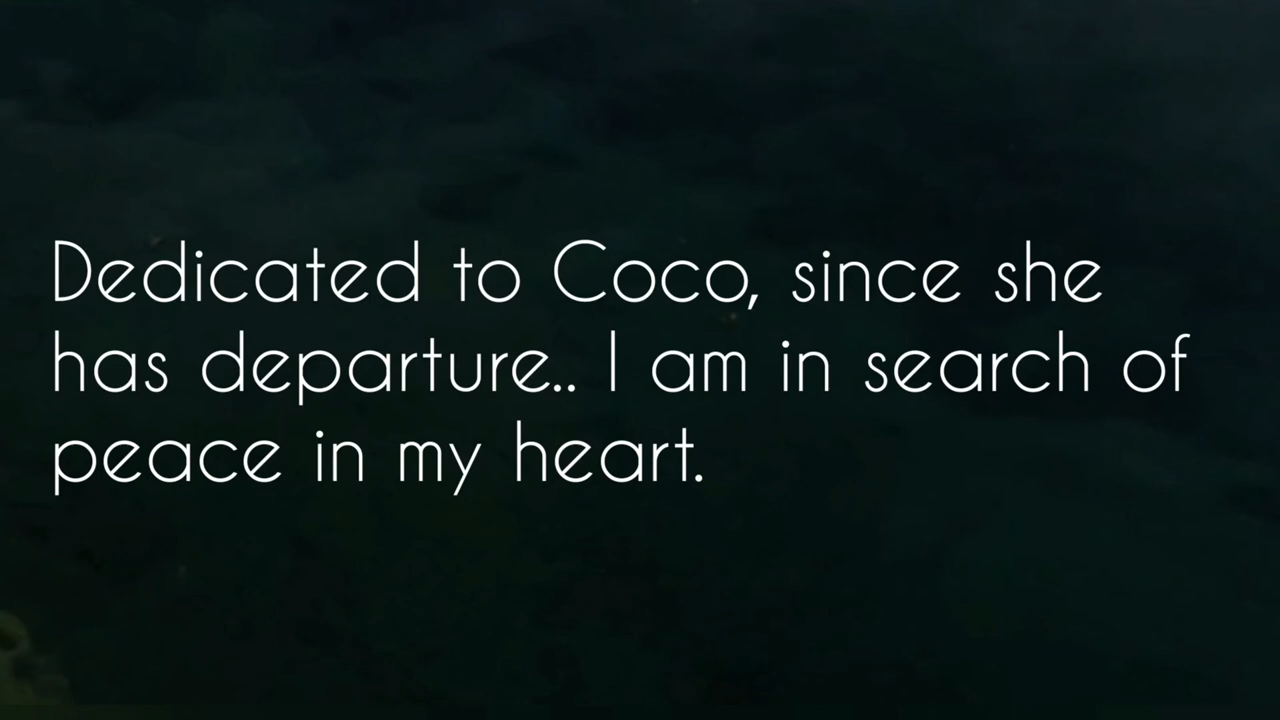 Dedicated to Coco, since she
has departure.. I am in search of
peace in my heart.